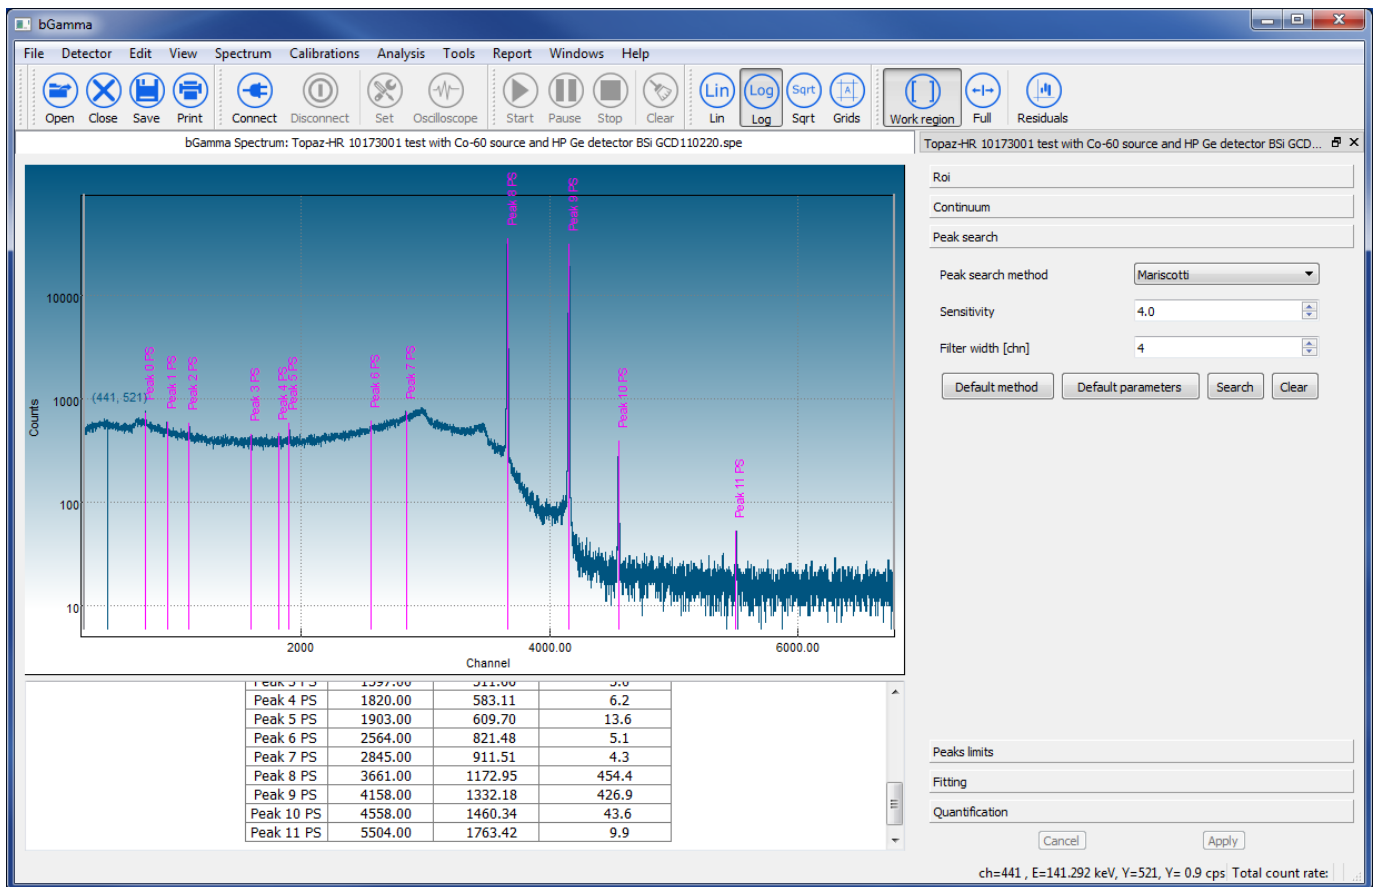 bGamma
File Detector Edit View Spectrum Calibrations Analysis Tools Report Windows Help
Open Close Save Print Connect Disconnect Set Oscilloscope Start Pause Stop Clear Lin Log Sqrt Grids Work region Full Residuals
Lin Log Sqrt A
bGamma Spectrum: Topaz-HR 10173001 test with Co-60 source and HP Ge detector BSi GCD110220.spe
Topaz-HR 10173001 test with Co-60 source and HP Ge detector BSi GCD...
Peak 8 PS
Peak 9 PS
10000
Peak 0 PS
Peak 1 PS
Peak 2 PS
Peak 3 PS
Peak 4 PS
Peak 5 PS
Peak 6 PS
Peak 7 PS
Peak 10 PS
Peak 11 PS
(441, 521)
1000
Counts
100
10
2000 4000.00 6000.00
Channel
Peak 3 PS 1597.00 511.66
Peak 4 PS 1820.00 583.11 6.2
Peak 5 PS 1903.00 609.70 13.6
Peak 6 PS 2564.00 821.48 5.1
Peak 7 PS 2845.00 911.51 4.3
Peak 8 PS 3661.00 1172.95 454.4
Peak 9 PS 4158.00 1332.18 426.9
Peak 10 PS 4558.00 1460.34 43.6
Peak 11 PS 5504.00 1763.42 9.9
Roi
Continuum
Peak search
Peak search method Mariscotti
Sensitivity 4.0
Filter width [chn] 4
Default method Default parameters Search Clear
Peaks limits
Fitting
Quantification
Cancel Apply
ch=441 , E=141.292 keV, Y=521, Y= 0.9 cps Total count rate: